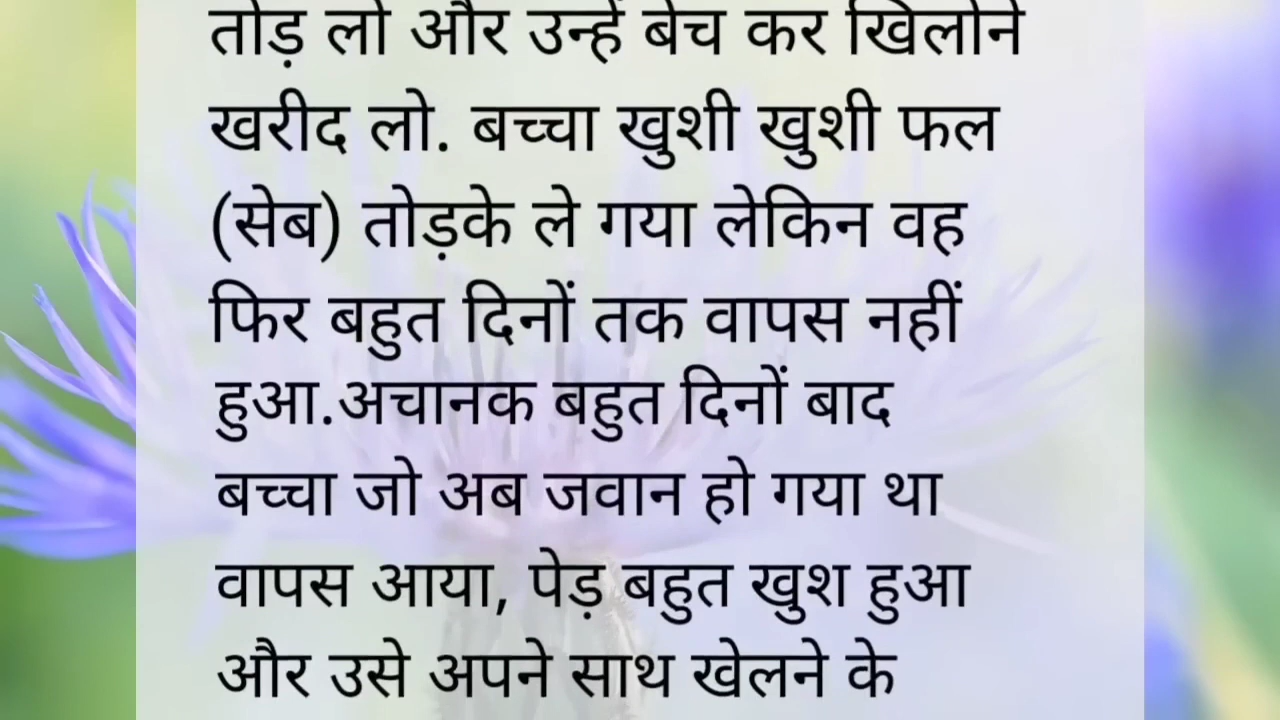 तोड़ लो और उन्हें बेच कर खिलोने
खरीद लो. बच्चा खुशी खुशी फल
(सेब) तोड़के ले गया लेकिन वह
फिर बहुत दिनों तक वापस नहीं
हुआ.अचानक बहुत दिनों बाद
बच्चा जो अब जवान हो गया था
वापस आया, पेड़ बहुत खुश हुआ
और उसे अपने साथ खेलने के